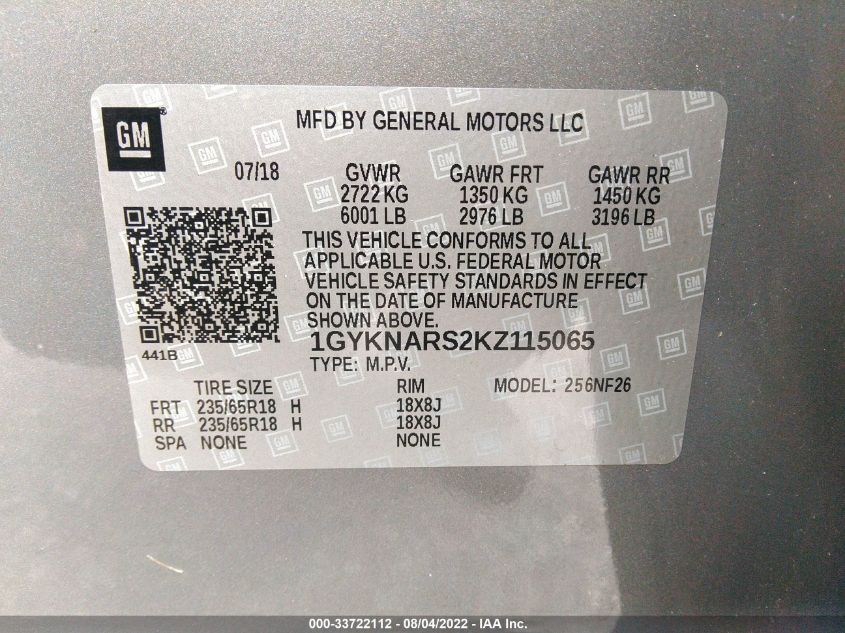 GM ®
MFD BY GENERAL MOTORS LLC
07/18 GVWR GAWR FRT GAWR RR
2722 KG 1350 KG 1450 KG
6001 LB 2976 LB 3196 LB
THIS VEHICLE CONFORMS TO ALL
APPLICABLE U.S. FEDERAL MOTOR
VEHICLE SAFETY STANDARDS IN EFFECT
ON THE DATE OF MANUFACTURE
SHOWN ABOVE.
1GYKNARS2KZ115065
441B
TYPE: M.P.V.
TIRE SIZE RIM MODEL: 256NF26
FRT 235/65R18 H 18X8J
RR 235/65R18 H 18X8J
SPA NONE NONE
000-33722112 - 08/04/2022 - IAA Inc.